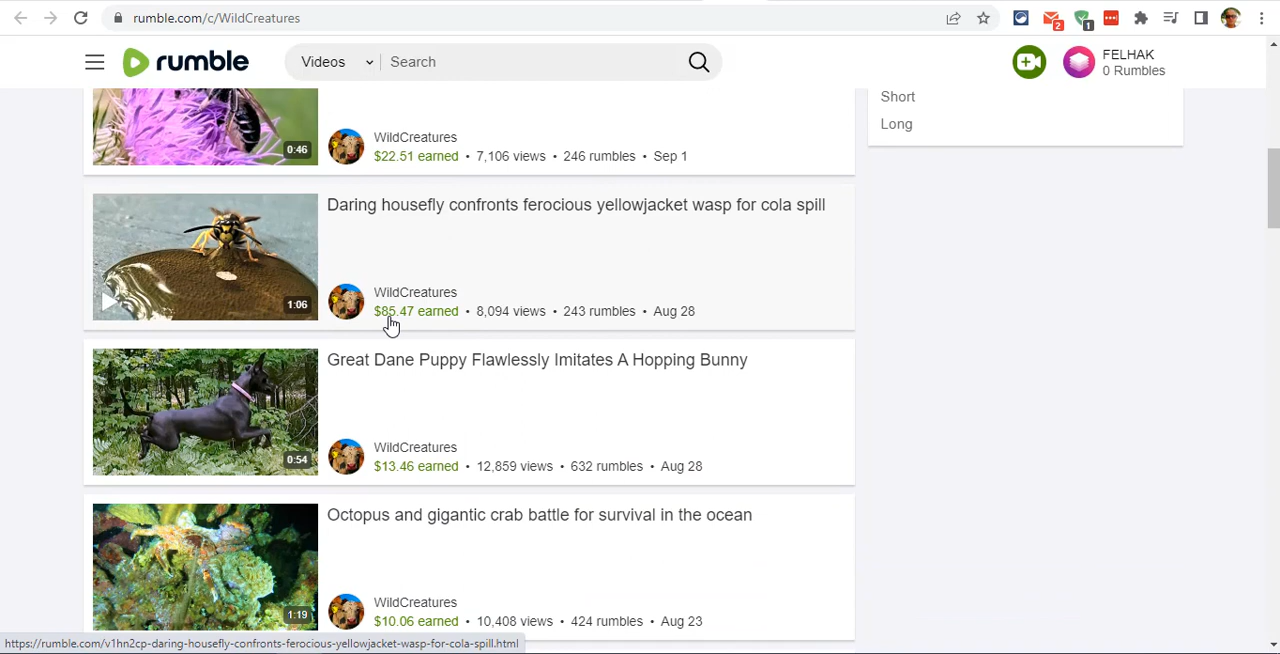 rumble.com/c/WildCreatures
2
1
rumble
Videos
Search
FELHAK
0 Rumbles
Short
Long
0:46
WildCreatures
$22.51 earned • 7,106 views • 246 rumbles • Sep 1
Daring housefly confronts ferocious yellowjacket wasp for cola spill
1:06
WildCreatures
$85.47 earned • 8,094 views • 243 rumbles • Aug 28
Great Dane Puppy Flawlessly Imitates A Hopping Bunny
0:54
WildCreatures
$13.46 earned • 12,859 views • 632 rumbles • Aug 28
Octopus and gigantic crab battle for survival in the ocean
1:19
WildCreatures
$10.06 earned • 10,408 views • 424 rumbles • Aug 23
https://rumble.com/v1hn2cp-daring-housefly-confronts-ferocious-yellowjacket-wasp-for-cola-spill.html